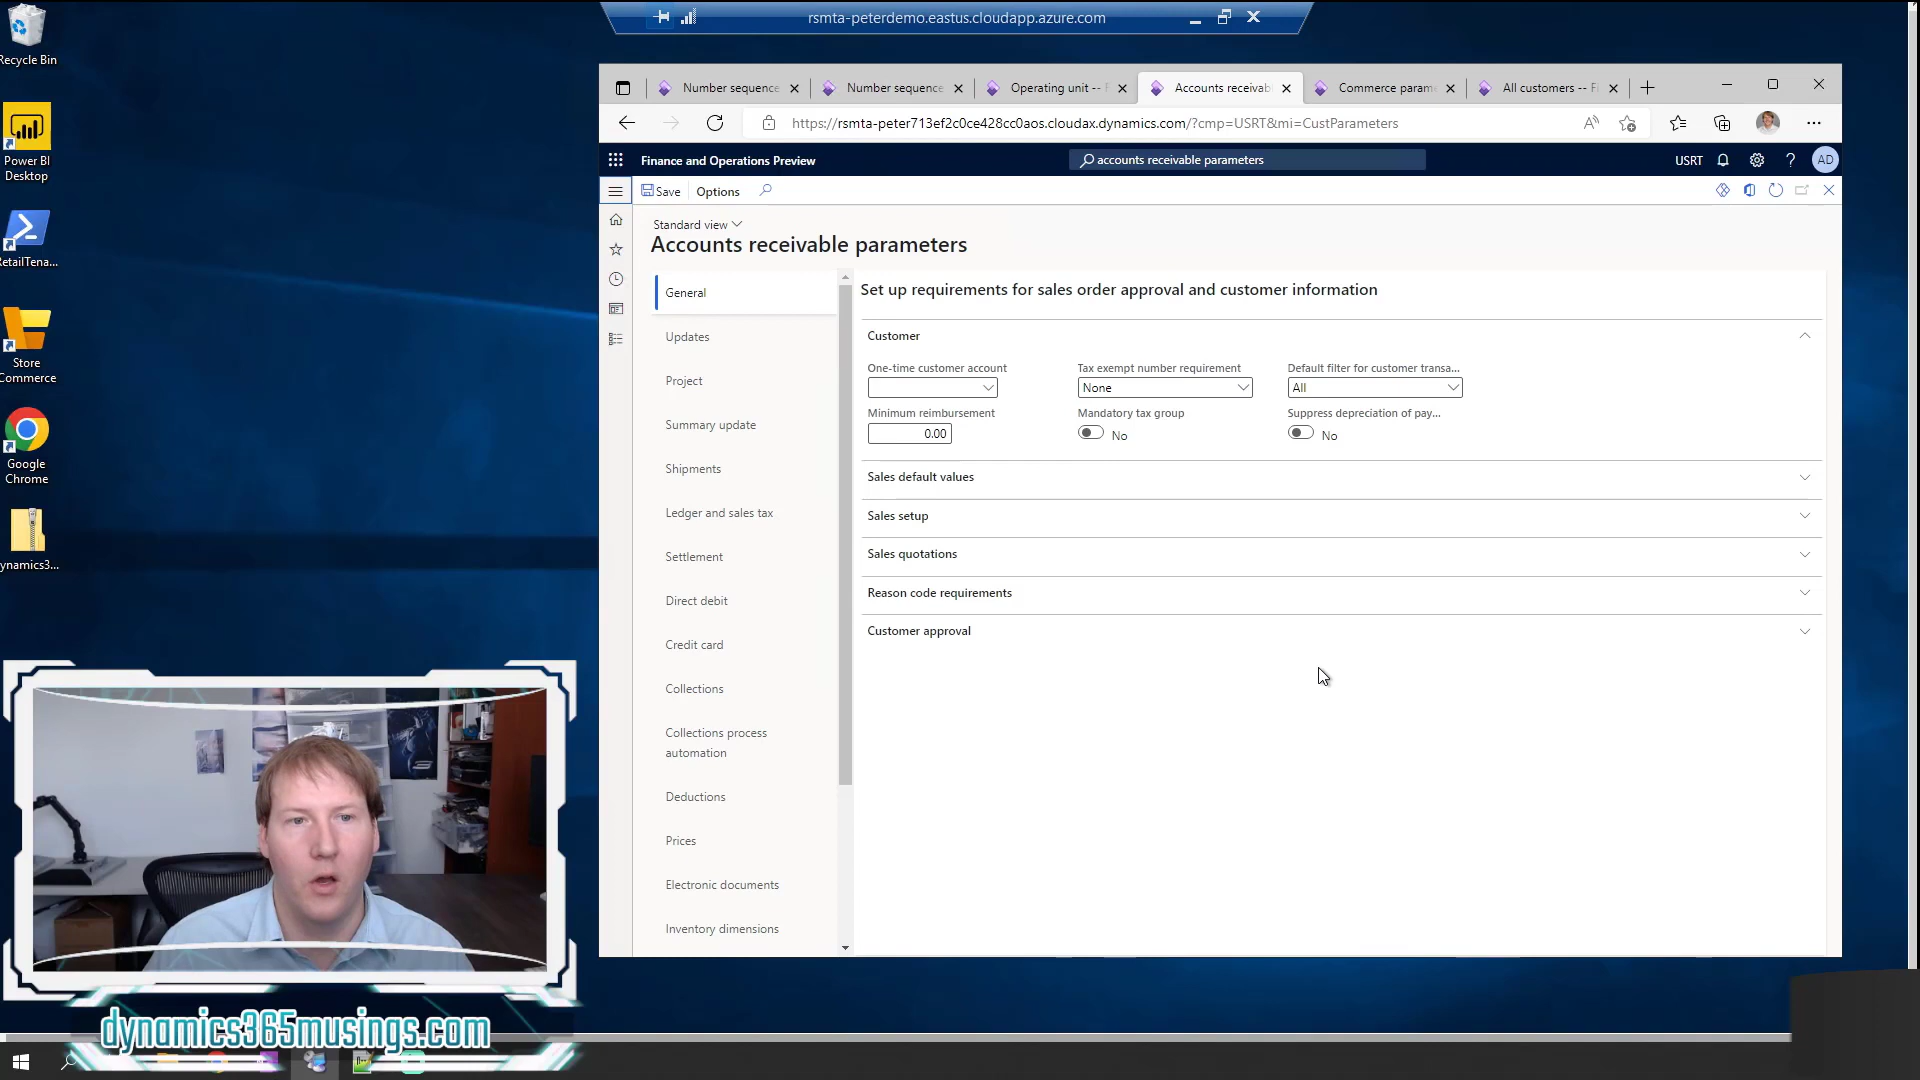 Recycle Bin
Power BI
Desktop
RetailTena...
Store
Commerce
Google
Chrome
ynamics3...
rsmta-peterdemo.eastus.cloudapp.azure.com
Number sequence
Number sequence
Operating unit -- F
Accounts receivab
Commerce param
All customers -- Fi
https://rsmta-peter713ef2c0ce428cc0aos.cloudax.dynamics.com/?cmp=USRT&mi=CustParameters
Finance and Operations Preview
accounts receivable parameters
USRT
? AD
Save
Options
Standard view
Accounts receivable parameters
General
Updates
Project
Summary update
Shipments
Ledger and sales tax
Settlement
Direct debit
Credit card
Collections
Collections process
automation
Deductions
Prices
Electronic documents
Inventory dimensions
Set up requirements for sales order approval and customer information
Customer
One-time customer account
Minimum reimbursement
0.00
Tax exempt number requirement
None
Mandatory tax group
No
Default filter for customer transa...
All
Suppress depreciation of pay...
No
Sales default values
Sales setup
Sales quotations
Reason code requirements
Customer approval
dynamics365musings.com